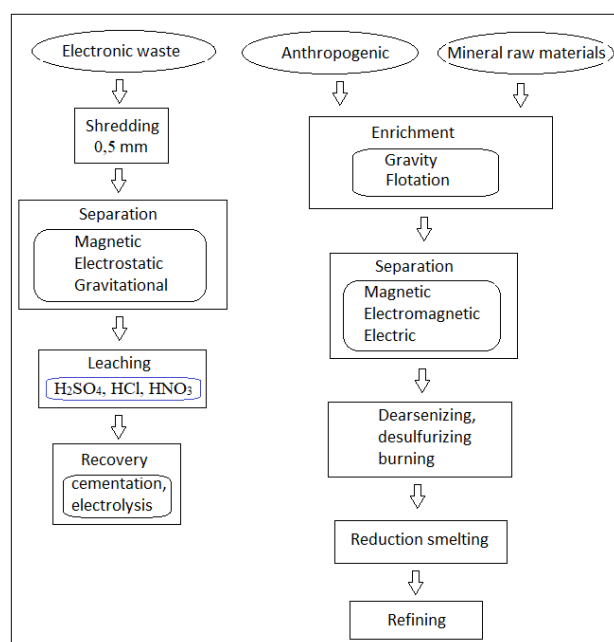 Electronic waste
Shredding
0,5 mm
Separation
Magnetic
Electrostatic
Gravitational
Leaching
H₂SO₄, HCl, HNO₃
Recovery
cementation,
electrolysis
Anthropogenic
Mineral raw materials
Enrichment
Gravity
Flotation
Separation
Magnetic
Electromagnetic
Electric
Dearsenizing,
desulfurizing
burning
Reduction smelting
Refining